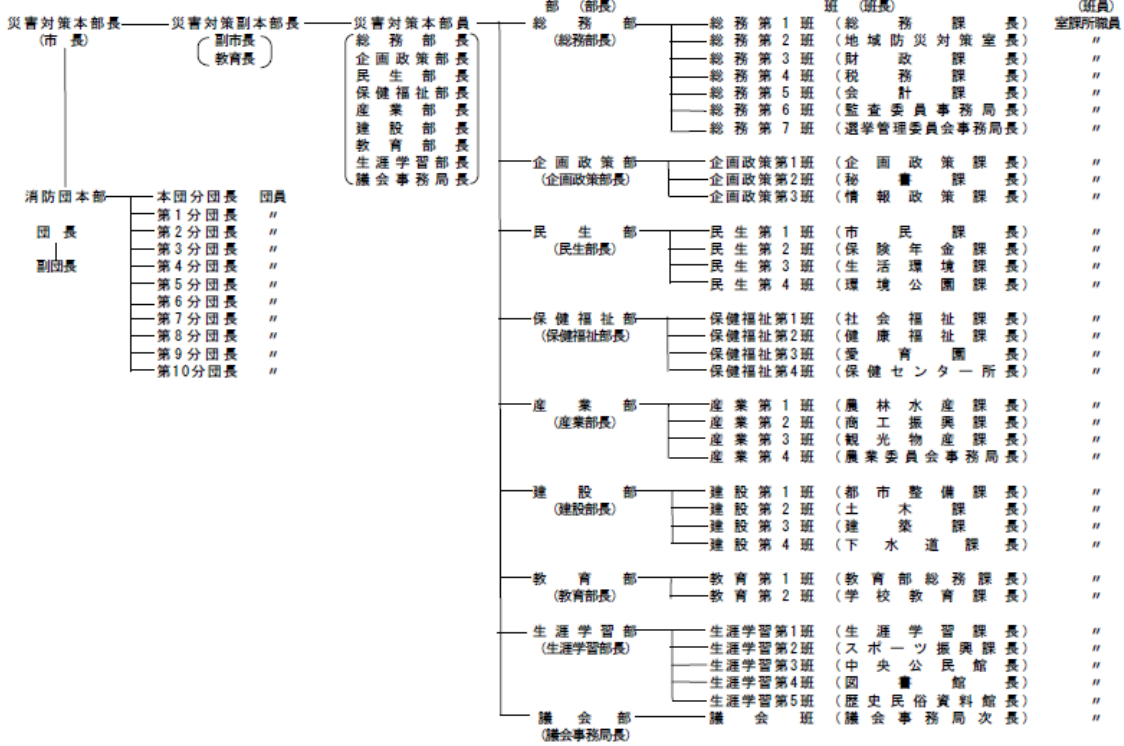 部 (部長) 班 (班長) (班員)
災害対策本部長 災害対策副本部長 災害対策本部員 総務部 総務第1班 (総務課長) 室課所職員
(市長) (副市長 教育長) 総務部長 (総務部長) 総務第2班 (地域防災対策室長) 〃
企画政策部長 総務第3班 (財政課長) 〃
民生部長 総務第4班 (税務課長) 〃
保健福祉部長 総務第5班 (会計課長) 〃
産業部長 総務第6班 (監査委員事務局長) 〃
建設部長 総務第7班 (選挙管理委員会事務局長) 〃
教育部長
生涯学習部長 企画政策部 企画政策第1班 (企画政策課長) 〃
議会事務局長 (企画政策部長) 企画政策第2班 (秘書課長) 〃
消防団本部 本団分団長 団員 企画政策第3班 (情報政策課長) 〃
第1分団長 〃
団長 第2分団長 〃 民生部 民生第1班 (市民課長) 〃
第3分団長 〃 (民生部長) 民生第2班 (保険年金課長) 〃
副団長 第4分団長 〃 民生第3班 (生活環境課長) 〃
第5分団長 〃 民生第4班 (環境公園課長) 〃
第6分団長 〃
第7分団長 〃 保健福祉部 保健福祉第1班 (社会福祉課長) 〃
第8分団長 〃 (保健福祉部長) 保健福祉第2班 (健康福祉課長) 〃
第9分団長 〃 保健福祉第3班 (愛育園長) 〃
第10分団長 〃 保健福祉第4班 (保健センター所長) 〃
産業部 産業第1班 (農林水産課長) 〃
(産業部長) 産業第2班 (商工振興課長) 〃
産業第3班 (観光物産課長) 〃
産業第4班 (農業委員会事務局長) 〃
建設部 建設第1班 (都市整備課長) 〃
(建設部長) 建設第2班 (土木課長) 〃
建設第3班 (建築課長) 〃
建設第4班 (下水道課長) 〃
教育部 教育第1班 (教育部総務課長) 〃
(教育部長) 教育第2班 (学校教育課長) 〃
生涯学習部 生涯学習第1班 (生涯学習課長) 〃
(生涯学習部長) 生涯学習第2班 (スポーツ振興課長) 〃
生涯学習第3班 (中央公民館長) 〃
生涯学習第4班 (図書館長) 〃
生涯学習第5班 (歴史民俗資料館長) 〃
議会部 議会班 (議会事務局次長) 〃
(議会事務局長)